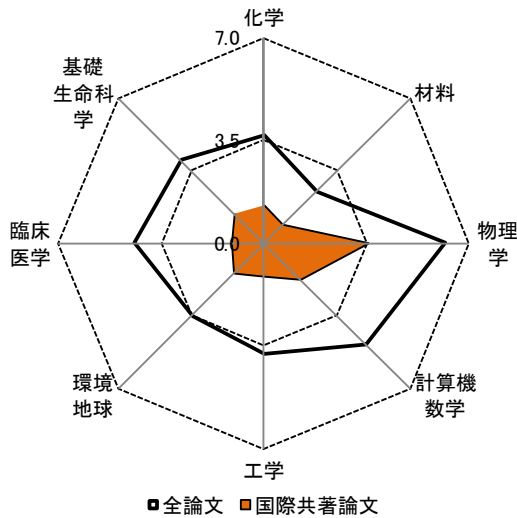 化学
7.0
基礎
生命科
学
材料
3.5
臨床
医学
0.0
物理
学
環境
地球
計算機
数学
工学
全論文 国際共著論文